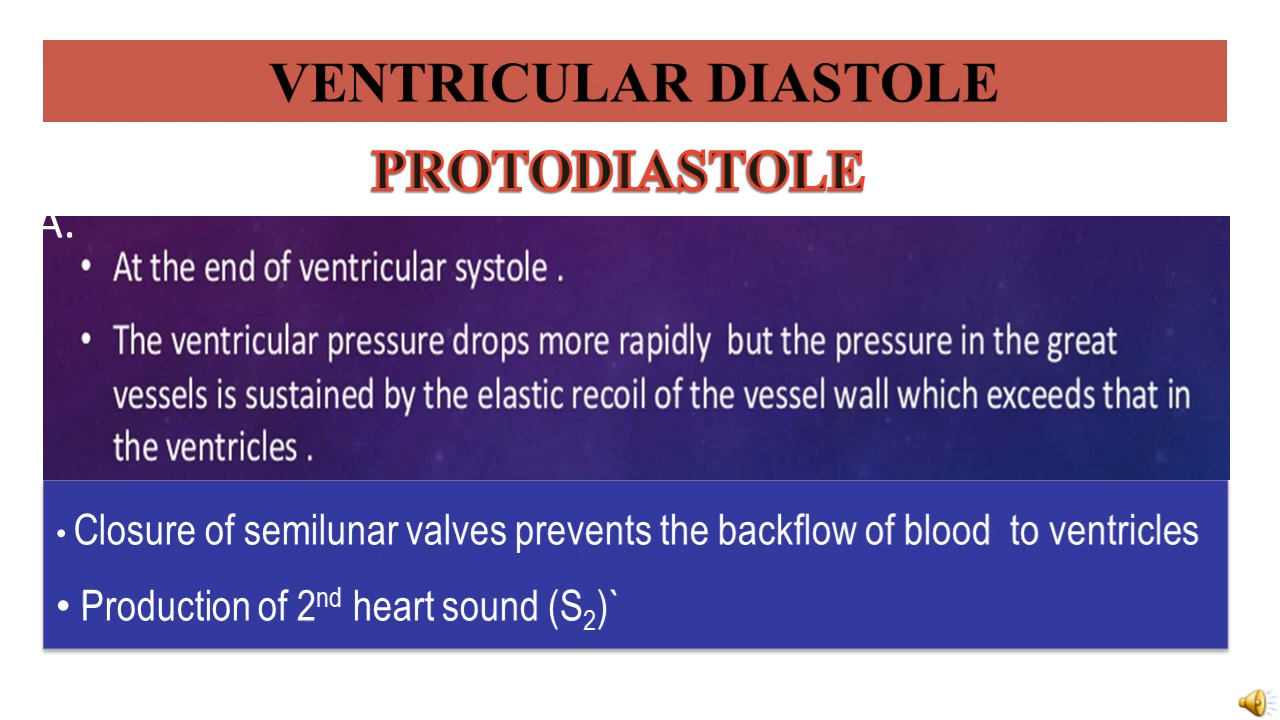 VENTRICULAR DIASTOLE
PROTODIASTOLE
A.
• At the end of ventricular systole .
• The ventricular pressure drops more rapidly but the pressure in the great
vessels is sustained by the elastic recoil of the vessel wall which exceeds that in
the ventricles .
• Closure of semilunar valves prevents the backflow of blood to ventricles
• Production of 2nd heart sound (S2)`